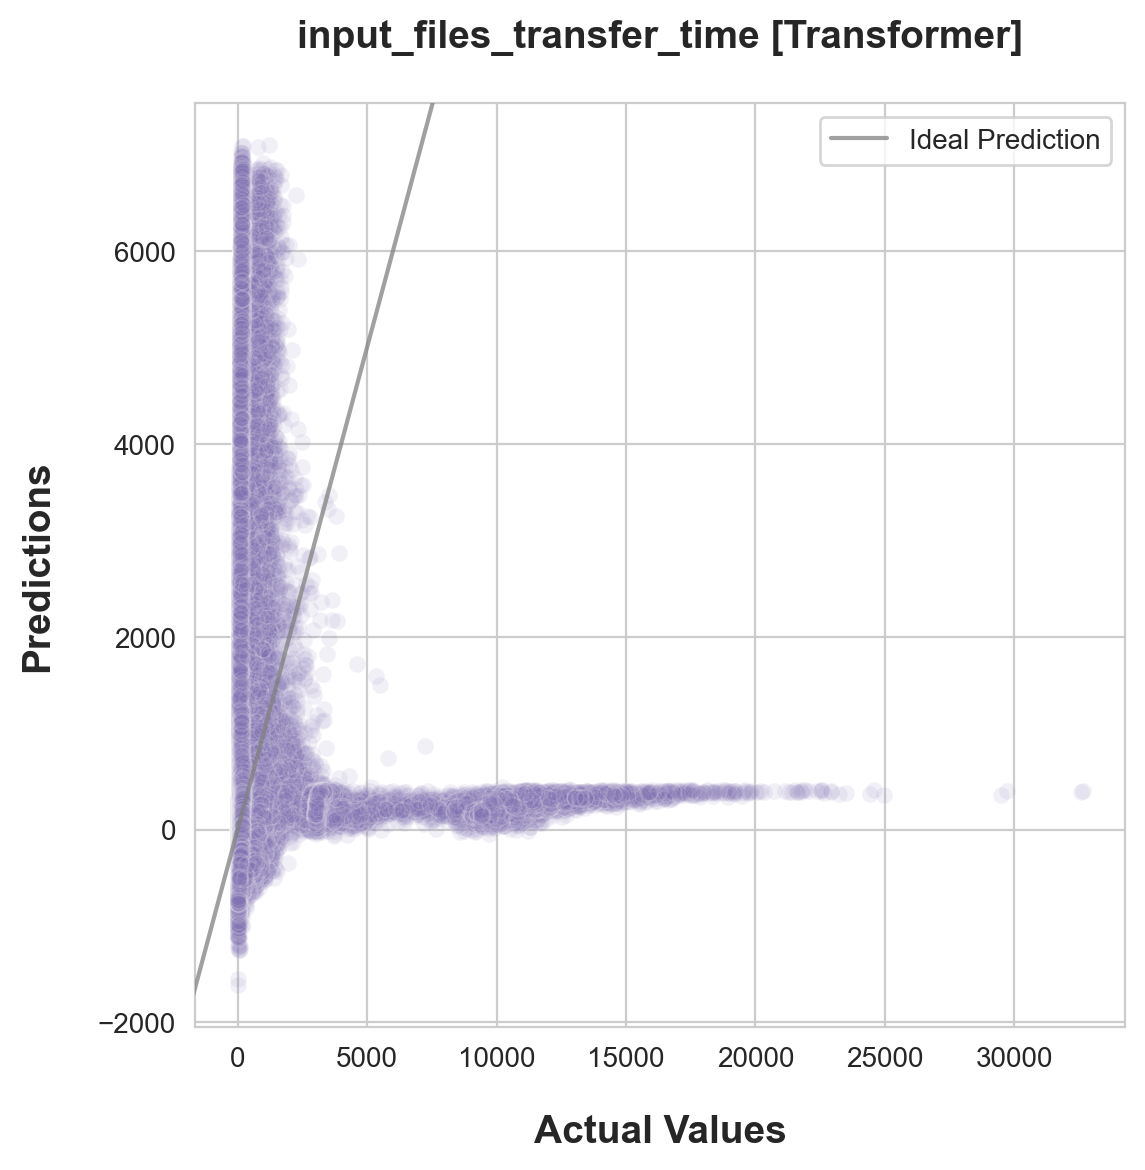 input_files_transfer_time [Transformer]
Ideal Prediction
6000
4000
2000
0
−2000
Predictions
0 5000 10000 15000 20000 25000 30000
Actual Values